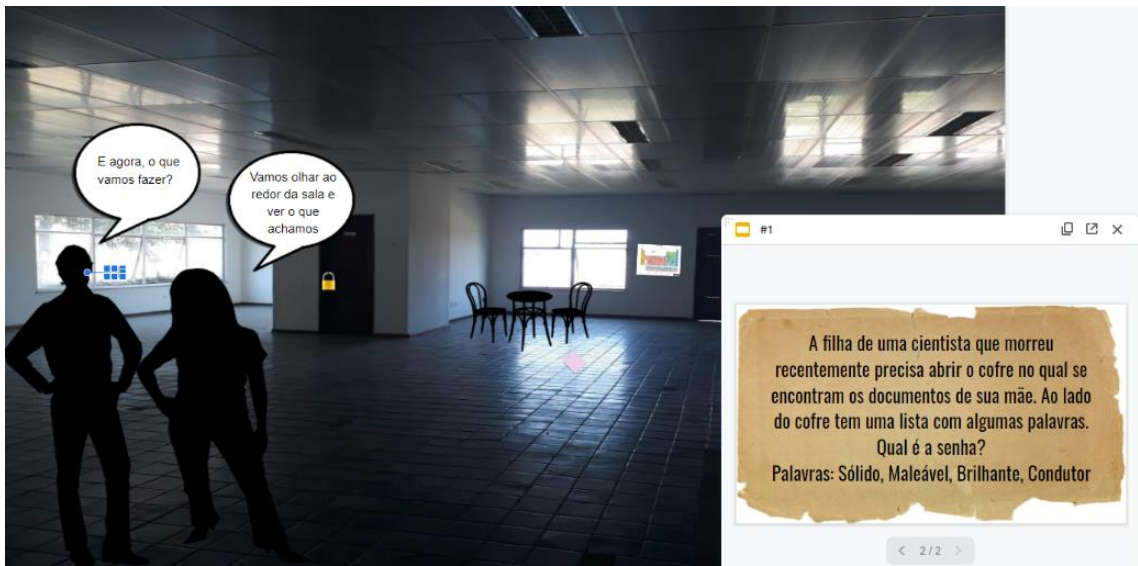 E agora, o que
vamos fazer?
Vamos olhar ao
redor da sala e
ver o que
achamos
#1
A filha de uma cientista que morreu
recentemente precisa abrir o cofre no qual se
encontram os documentos de sua mãe. Ao lado
do cofre tem uma lista com algumas palavras.
Qual é a senha?
Palavras: Sólido, Maleável, Brilhante, Condutor
2/2